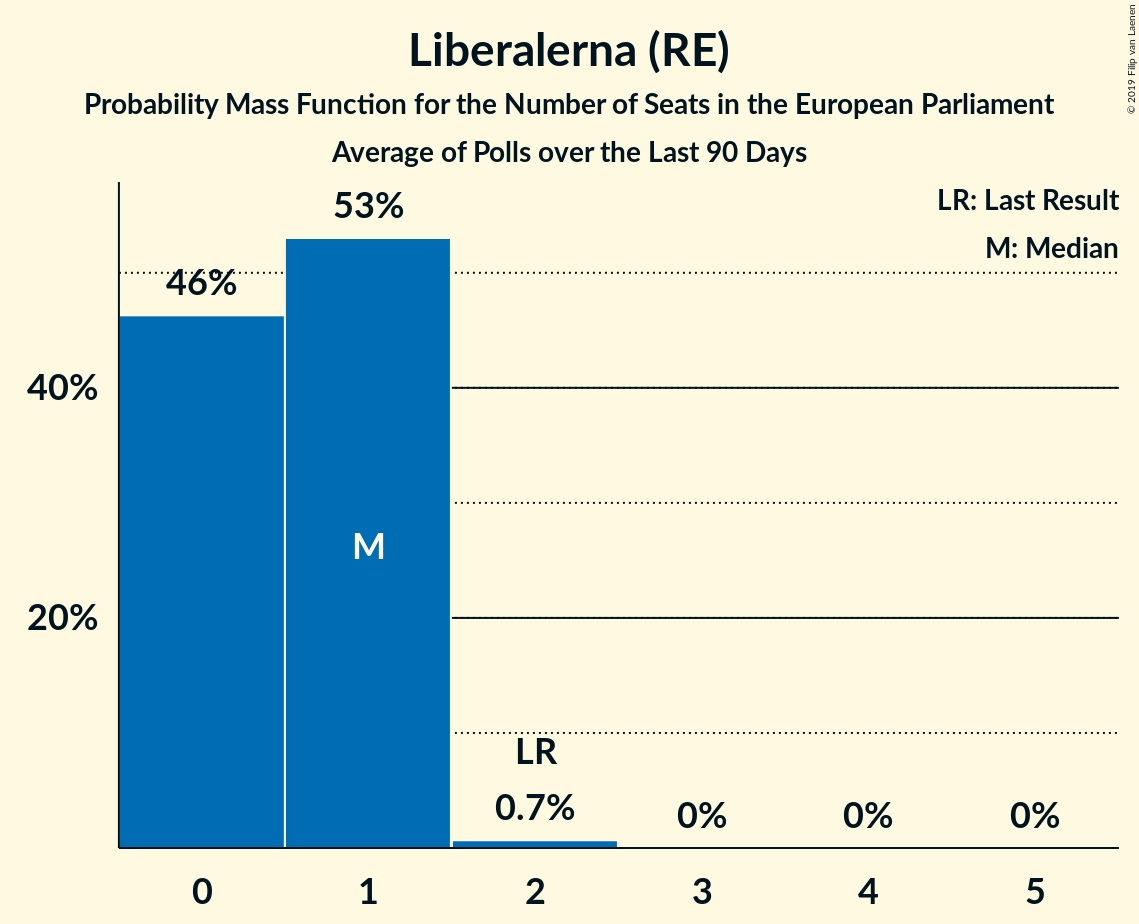 Liberalerna (RE)
Probability Mass Function for the Number of Seats in the European Parliament
Average of Polls over the Last 90 Days
© 2019 Filip van Laenen
LR: Last Result
M: Median
53%
46%
40%
M
20%
LR
0.7%
0%
0%
0%
0
1
2
3
4
5